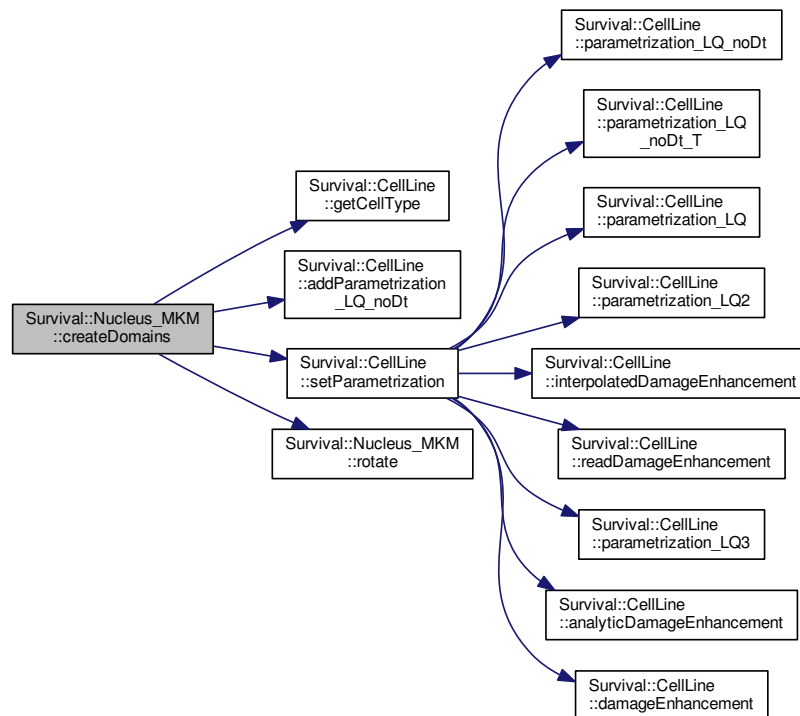 Survival::Nucleus_MKM
::createDomains
Survival::CellLine
::getCellType
Survival::CellLine
::addParametrization
_LQ_noDt
Survival::CellLine
::setParametrization
Survival::Nucleus_MKM
::rotate
Survival::CellLine
::parametrization_LQ_noDt
Survival::CellLine
::parametrization_LQ
_noDt_T
Survival::CellLine
::parametrization_LQ
Survival::CellLine
::parametrization_LQ2
Survival::CellLine
::interpolatedDamageEnhancement
Survival::CellLine
::readDamageEnhancement
Survival::CellLine
::parametrization_LQ3
Survival::CellLine
::analyticDamageEnhancement
Survival::CellLine
::damageEnhancement